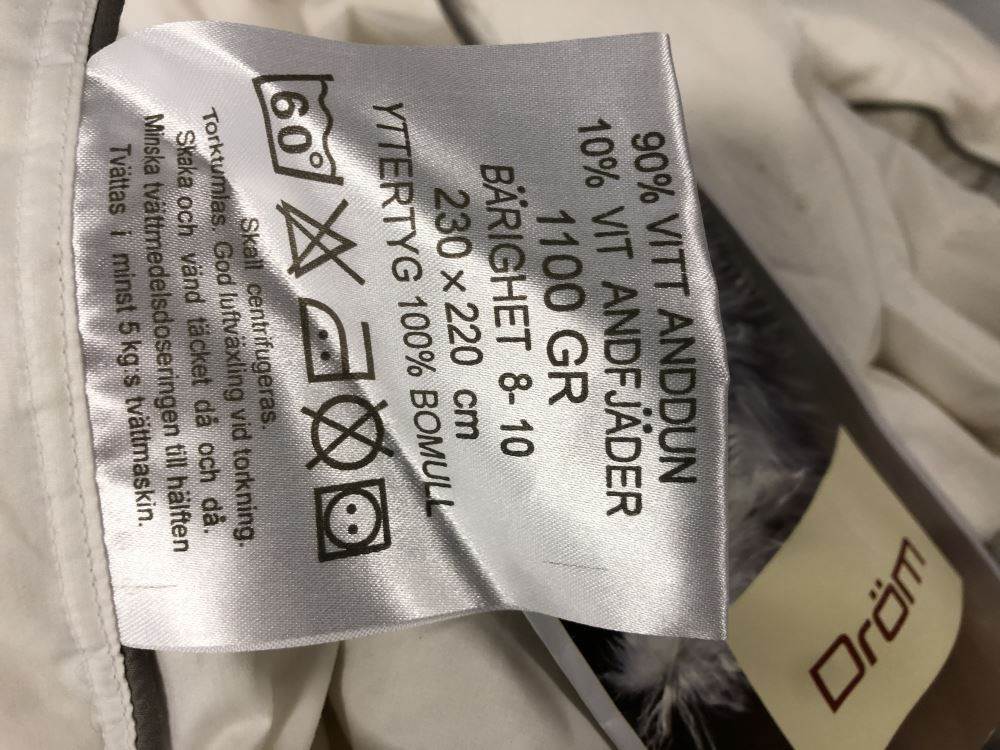 90% VITT ANDDUN
10% VIT ANDFJÄDER
1100 GR
BÄRIGHET 8-10
230 x 220 cm
YTTERTYG 100% BOMULL
60°
Skall centrifugeras.
Torktumlas. God luftväxling vid torkning.
Skaka och vänd täcket då och då.
Minska tvättmedelsdoseringen till hälften
Tvättas i minst 5 kg:s tvättmaskin.
Dröm